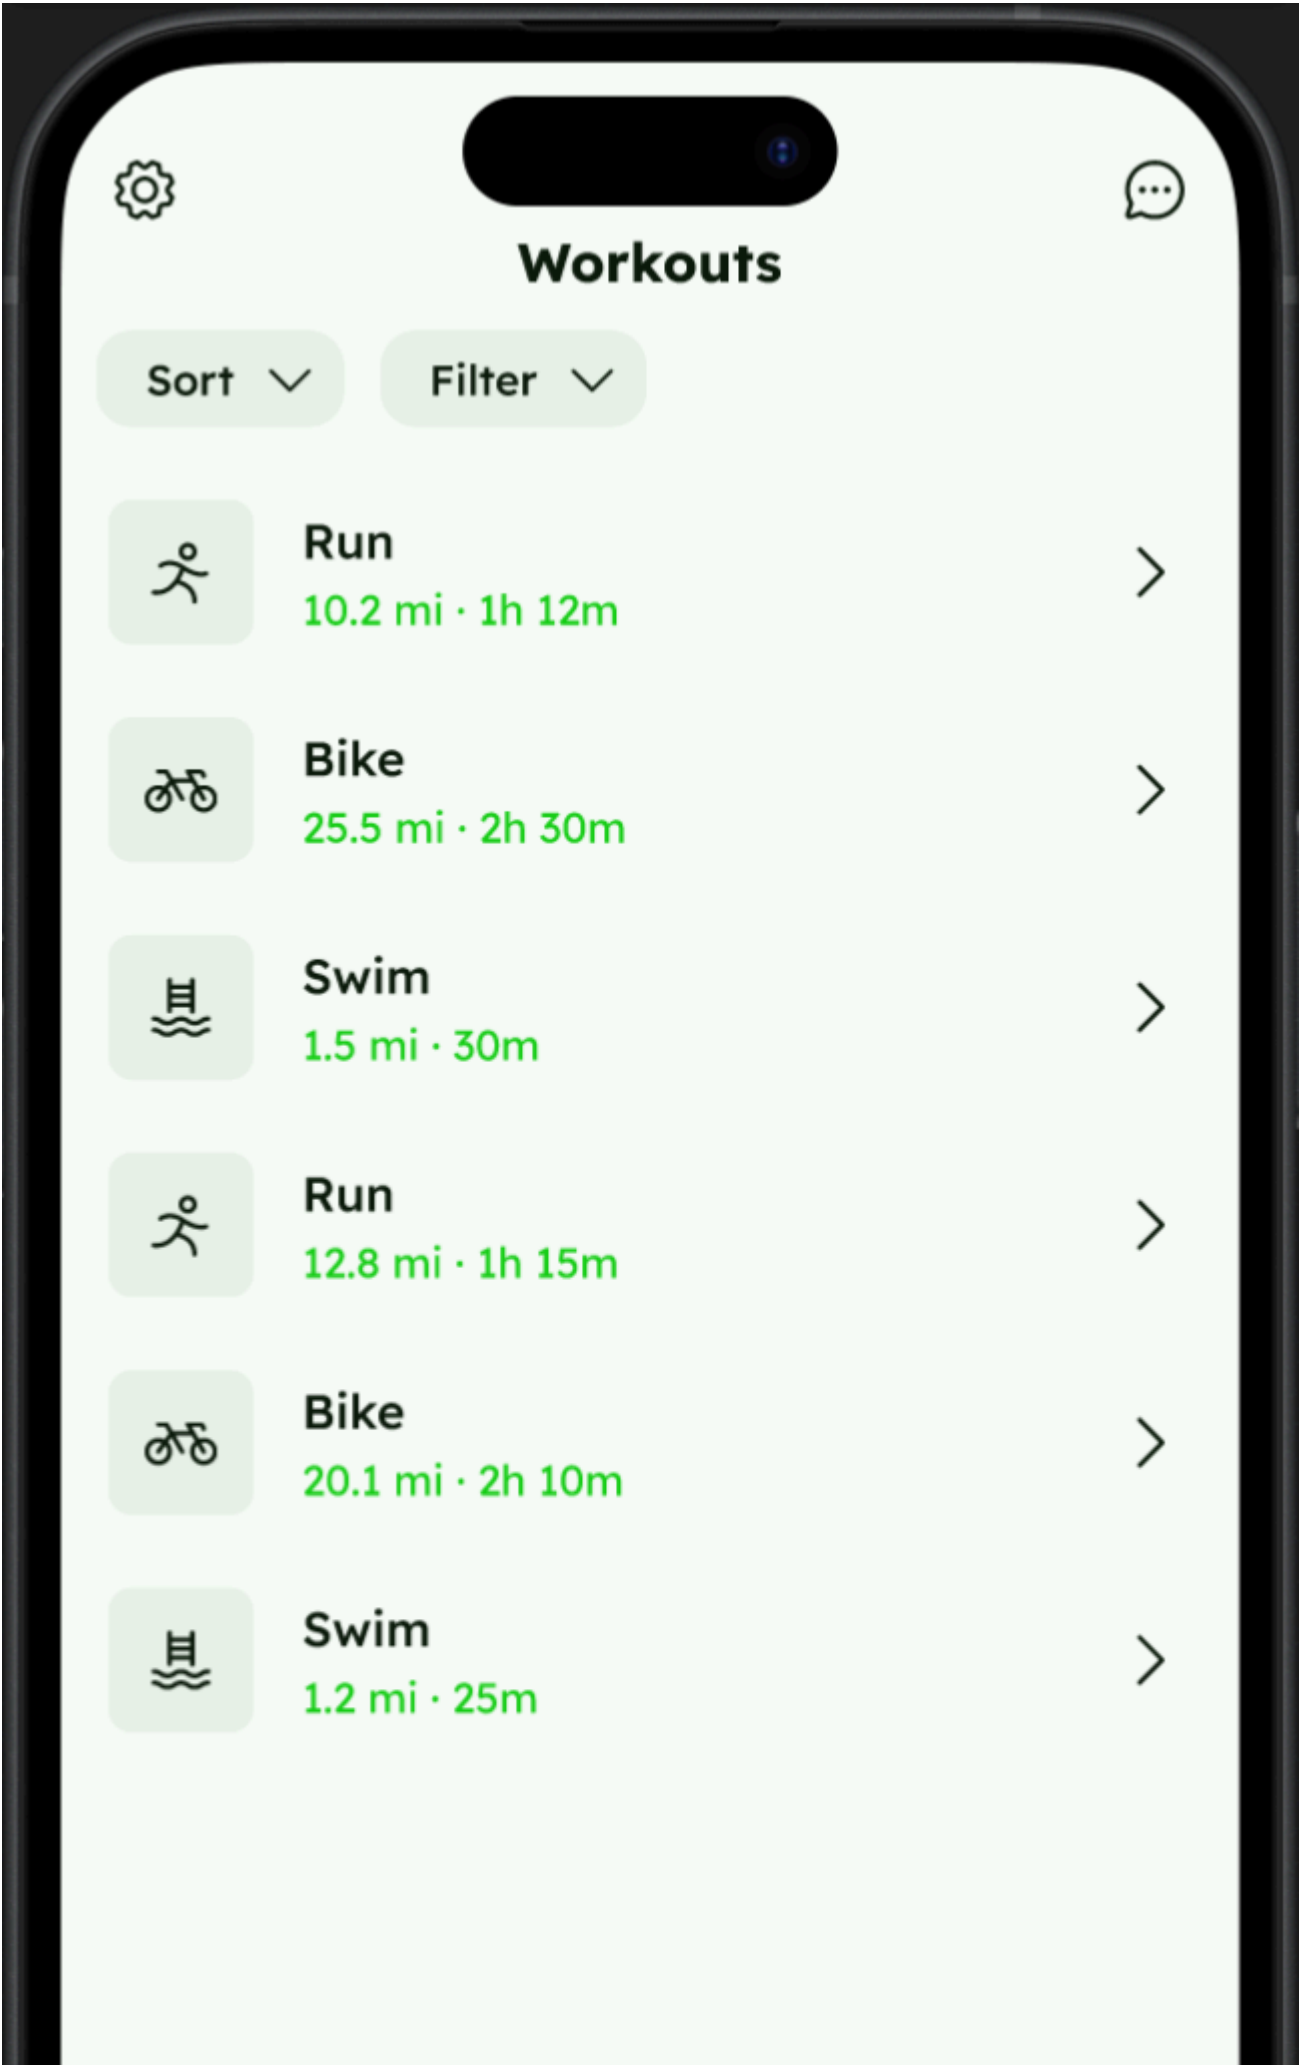 Workouts
Sort
Filter
Run
10.2 mi · 1h 12m
Bike
25.5 mi · 2h 30m
Swim
1.5 mi · 30m
Run
12.8 mi · 1h 15m
Bike
20.1 mi · 2h 10m
Swim
1.2 mi · 25m